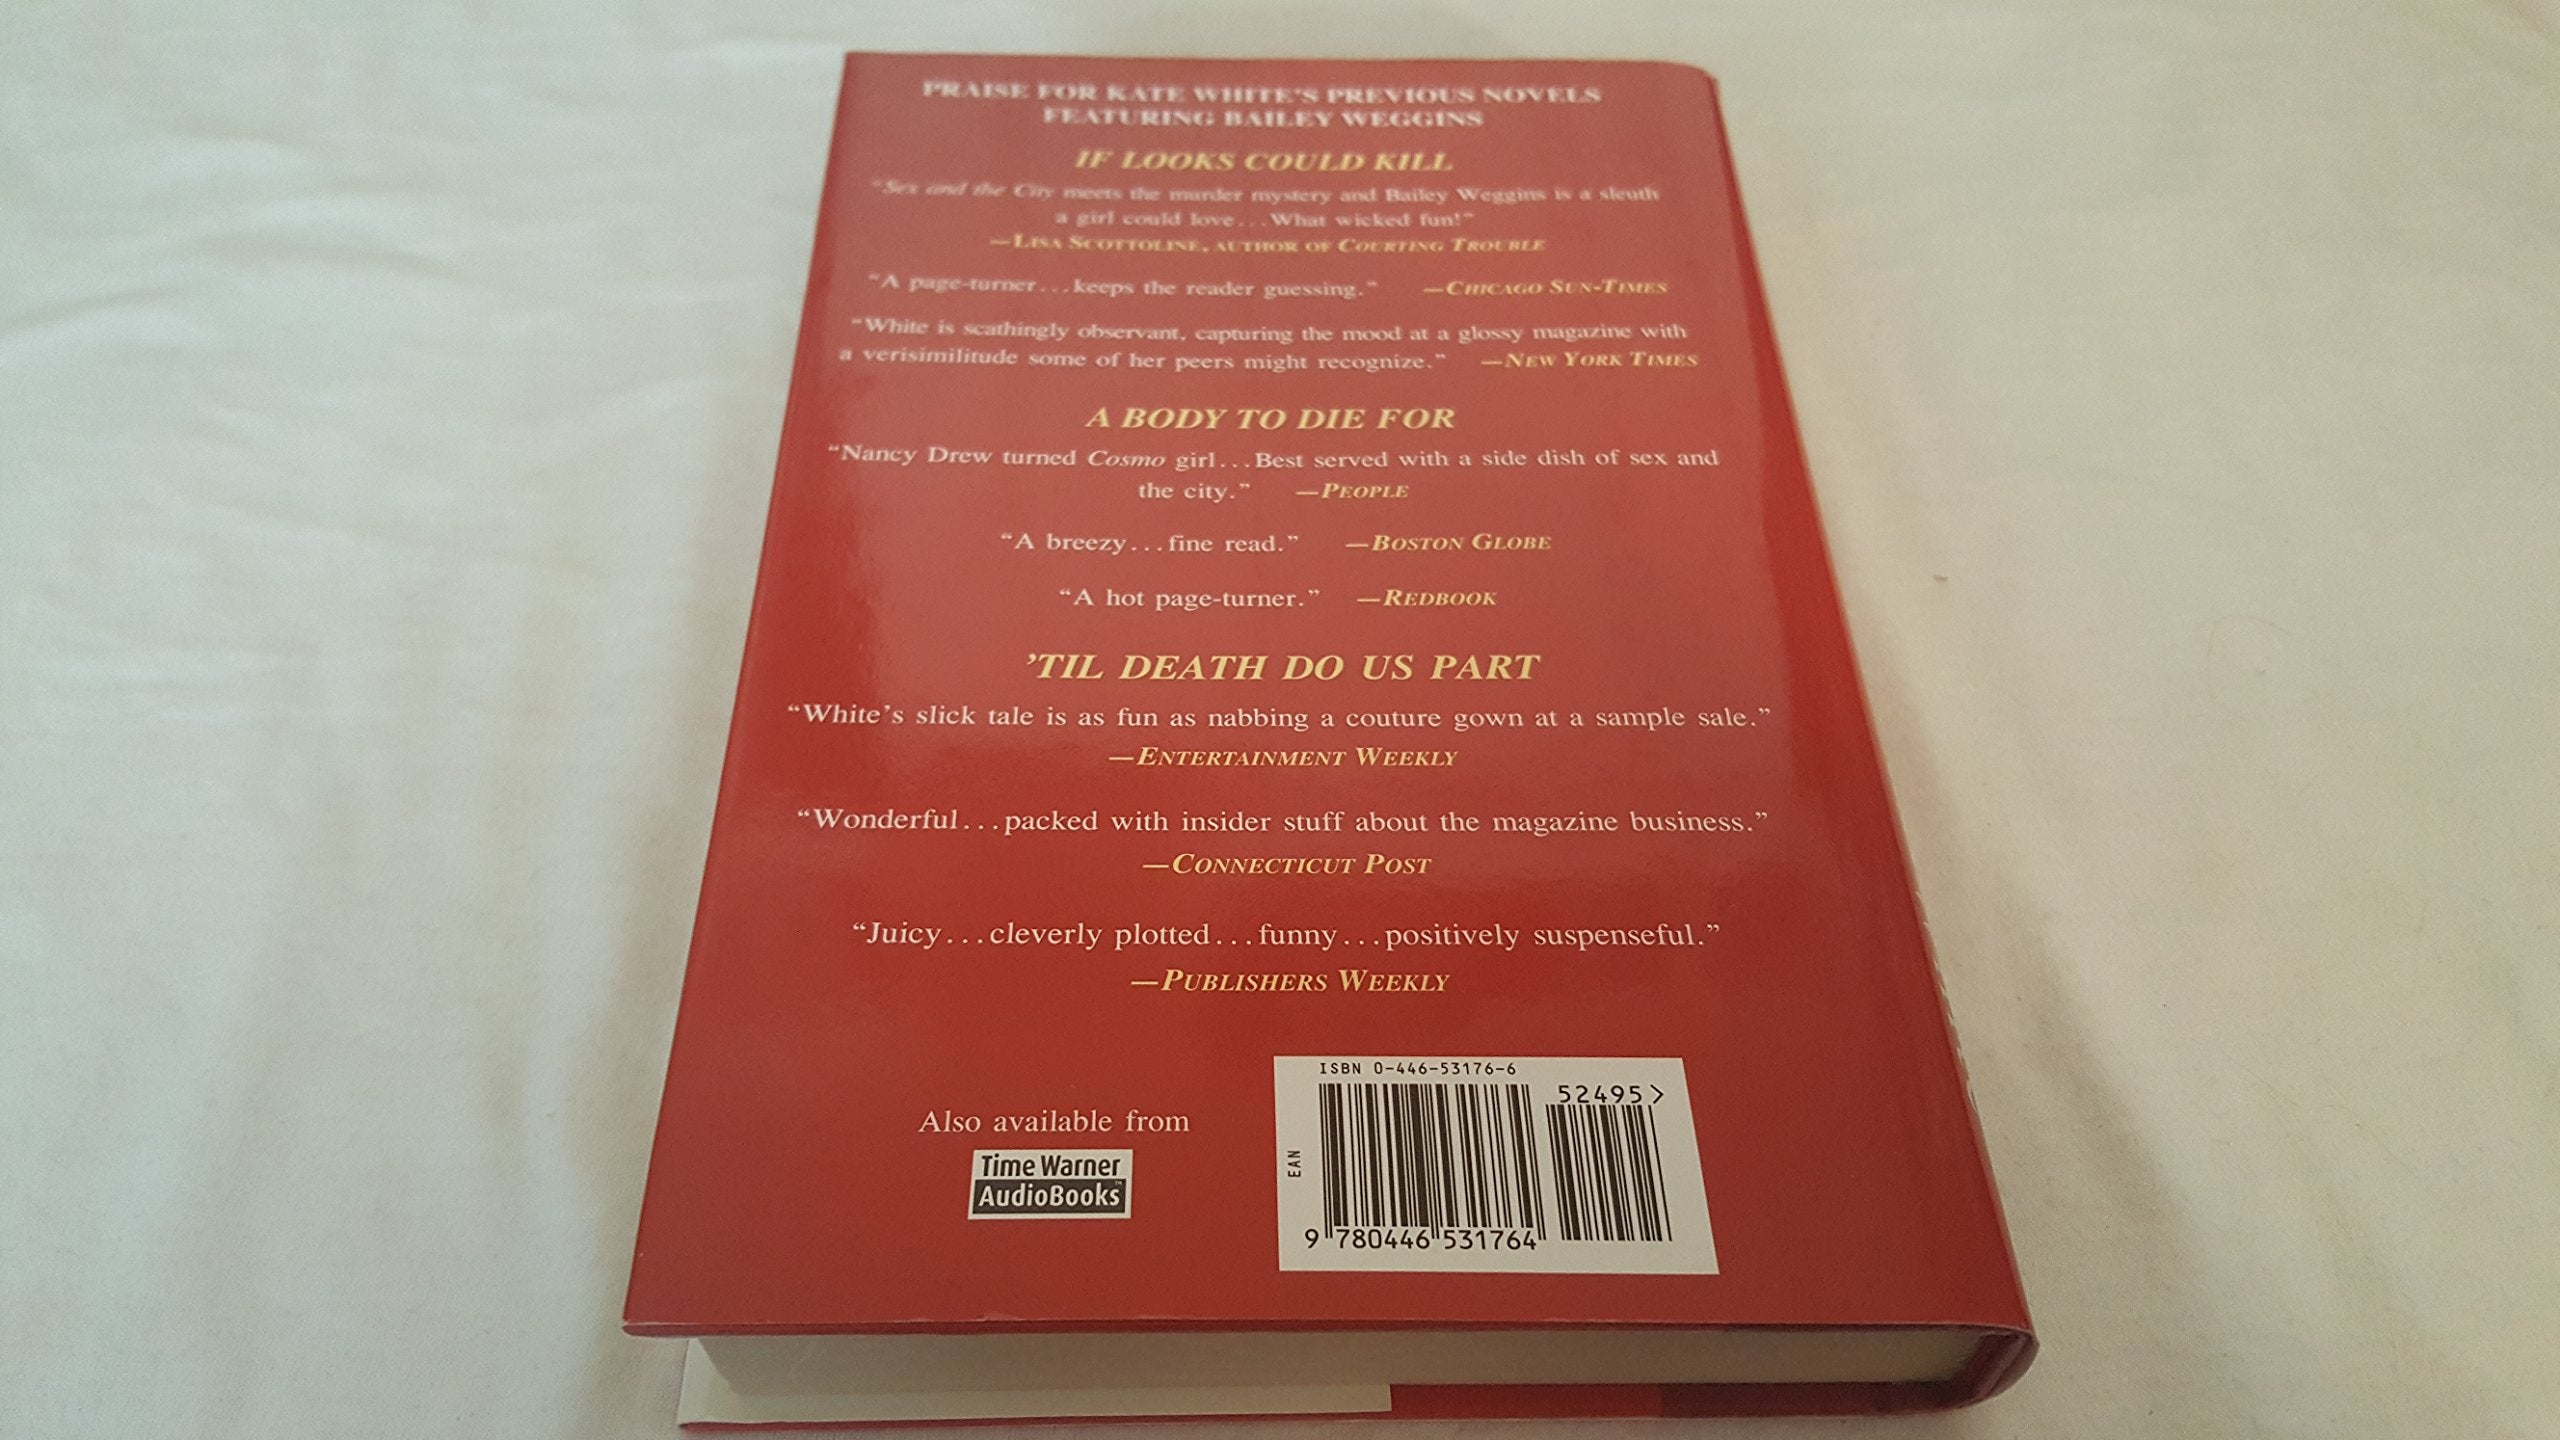 PRAISE FOR KATE WHITE'S PREVIOUS NOVELS
FEATURING BAILEY WEGGINS
IF LOOKS COULD KILL
"Sex and the City meets the murder mystery and Bailey Weggins is a sleuth
a girl could love...What wicked fun!"
—LISA SCOTTOLINE, AUTHOR OF COURTING TROUBLE
"A page-turner...keeps the reader guessing." —CHICAGO SUN-TIMES
"White is scathingly observant, capturing the mood at a glossy magazine with
a verisimilitude some of her peers might recognize." —NEW YORK TIMES
A BODY TO DIE FOR
"Nancy Drew turned Cosmo girl...Best served with a side dish of sex and
the city." —PEOPLE
"A breezy...fine read." —BOSTON GLOBE
"A hot page-turner." —REDBOOK
'TIL DEATH DO US PART
"White's slick tale is as fun as nabbing a couture gown at a sample sale."
—ENTERTAINMENT WEEKLY
"Wonderful...packed with insider stuff about the magazine business."
—CONNECTICUT POST
"Juicy...cleverly plotted...funny...positively suspenseful."
—PUBLISHERS WEEKLY
Also available from
Time Warner
AudioBooks™
ISBN 0-446-53176-6
52495>
EAN
9 780446 531764